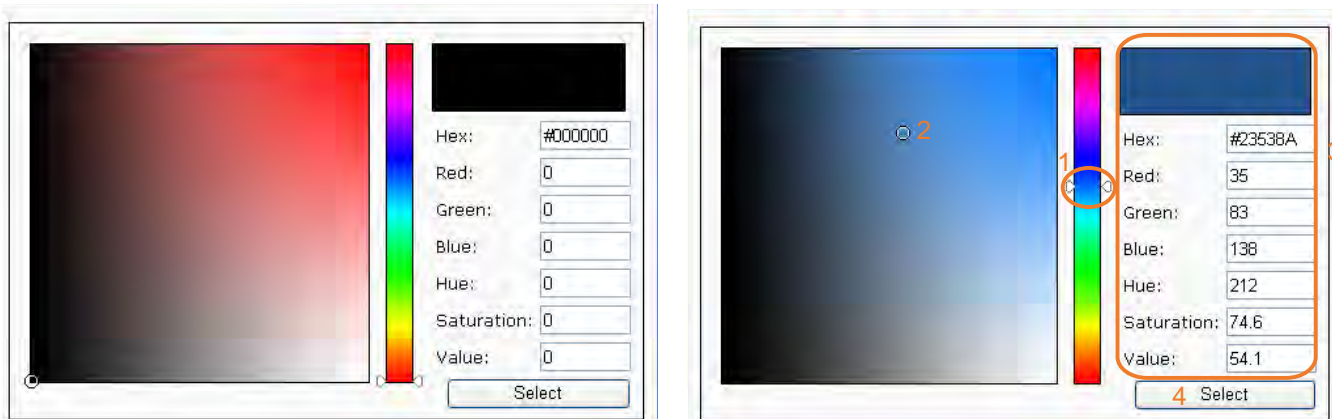 Hex: #000000
Red: 0
Green: 0
Blue: 0
Hue: 0
Saturation: 0
Value: 0
Select
2
1
Hex: #23538A
Red: 35
Green: 83
Blue: 138
Hue: 212
Saturation: 74.6
Value: 54.1
4 Select